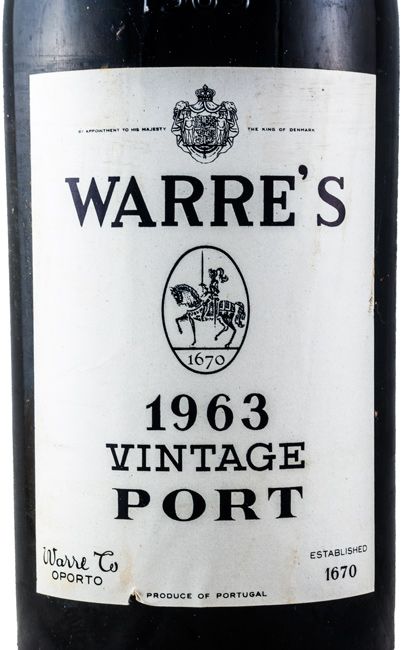 BY APPOINTMENT TO HIS MAJESTY THE KING OF DENMARK
WARRE'S
1670
1963
VINTAGE
PORT
Warre Co
OPORTO
ESTABLISHED
1670
PRODUCE OF PORTUGAL